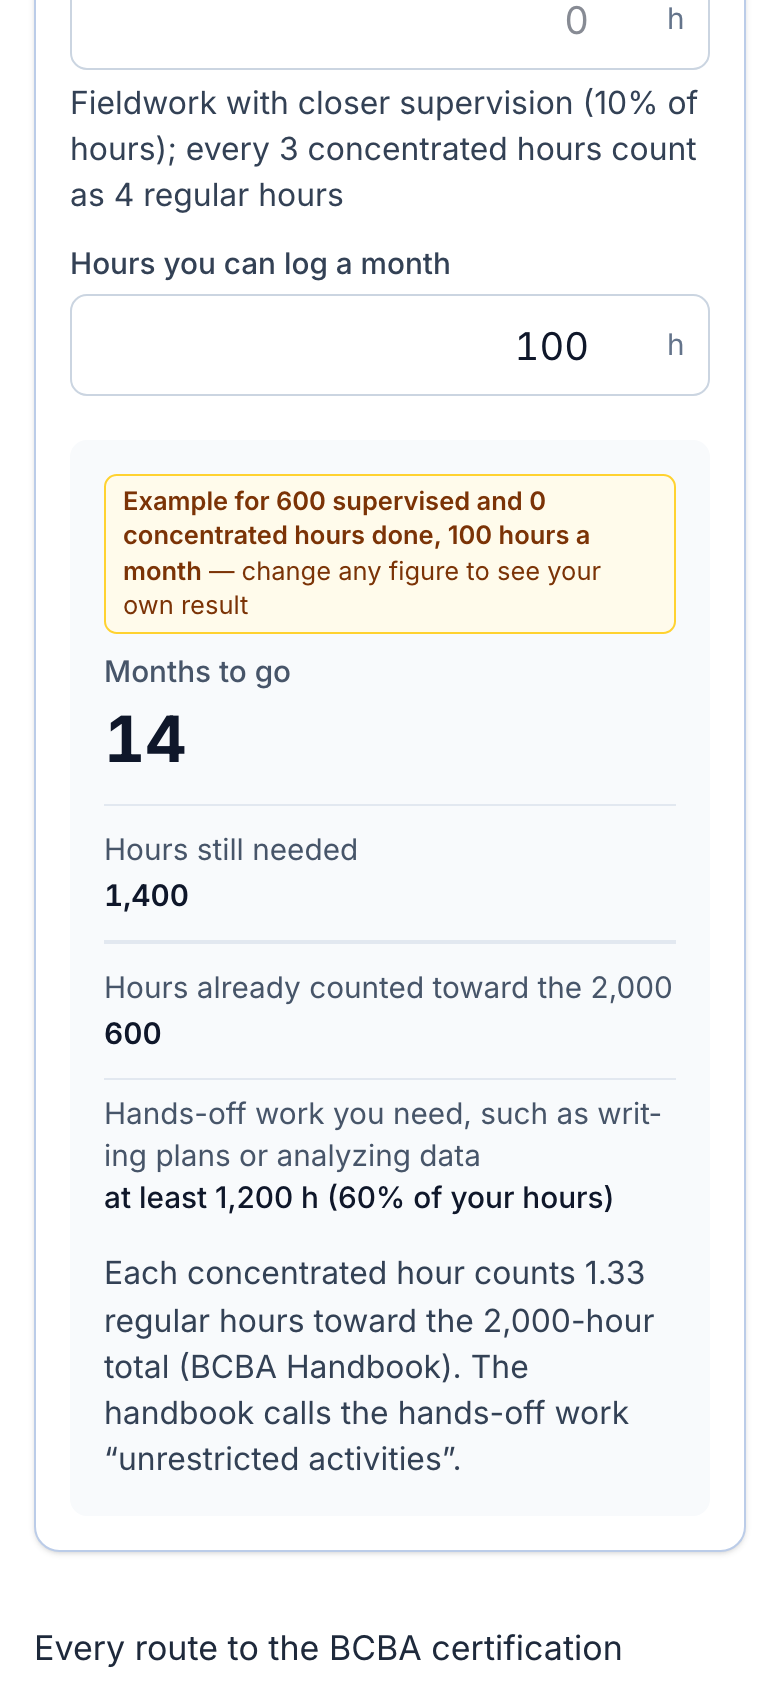 0 h
Fieldwork with closer supervision (10% of
hours); every 3 concentrated hours count
as 4 regular hours
Hours you can log a month
100 h
Example for 600 supervised and 0
concentrated hours done, 100 hours a
month — change any figure to see your
own result
Months to go
14
Hours still needed
1,400
Hours already counted toward the 2,000
600
Hands-off work you need, such as writ-
ing plans or analyzing data
at least 1,200 h (60% of your hours)
Each concentrated hour counts 1.33
regular hours toward the 2,000-hour
total (BCBA Handbook). The
handbook calls the hands-off work
“unrestricted activities”.
Every route to the BCBA certification